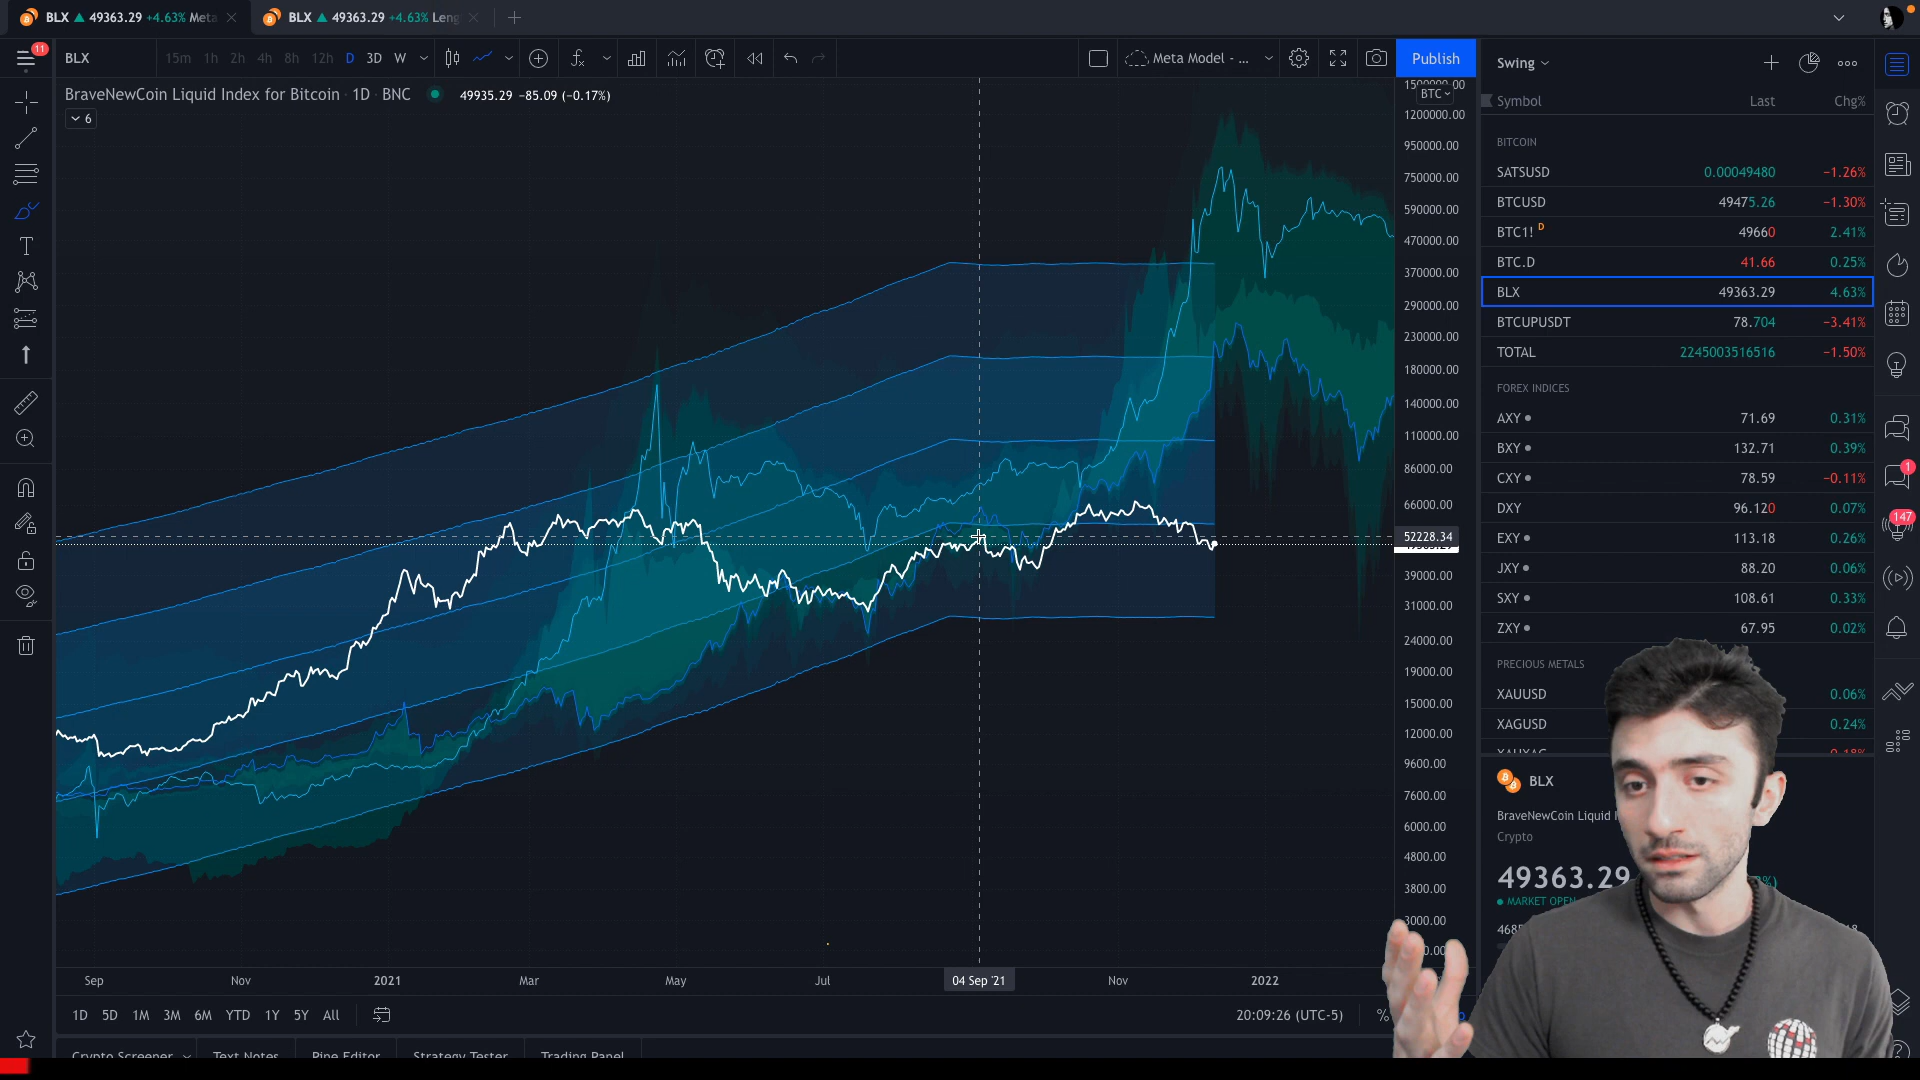 BLX ▲ 49363.29 +4.63% Meta
BLX ▲ 49363.29 +4.63% Leng
11
BLX
15m 1h 2h 4h 8h 12h D 3D W
Meta Model - ...
Publish
BraveNewCoin Liquid Index for Bitcoin · 1D · BNC
49935.29 −85.09 (−0.17%)
6
BTC
1200000.00
950000.00
750000.00
590000.00
470000.00
370000.00
290000.00
230000.00
180000.00
140000.00
110000.00
86000.00
66000.00
52228.34
39000.00
31000.00
24000.00
19000.00
15000.00
12000.00
9600.00
7600.00
6000.00
4800.00
3800.00
3000.00
Sep Nov 2021 Mar May Jul 04 Sep '21 Nov 2022
1D 5D 1M 3M 6M YTD 1Y 5Y All
20:09:26 (UTC-5) %
Crypto Screener Text Notes Pine Editor Strategy Tester Trading Panel
Swing
Symbol Last Chg%
BITCOIN
SATSUSD 0.00049480 −1.26%
BTCUSD 49475.26 −1.30%
BTC1! D 49660 2.41%
BTC.D 41.66 0.25%
BLX 49363.29 4.63%
BTCUPUSDT 78.704 −3.41%
TOTAL 2245003516516 −1.50%
FOREX INDICES
AXY 71.69 0.31%
BXY 132.71 0.39%
CXY 78.59 −0.11%
DXY 96.120 0.07%
EXY 113.18 0.26%
JXY 88.20 0.06%
SXY 108.61 0.33%
ZXY 67.95 0.02%
PRECIOUS METALS
XAUUSD 0.06%
XAGUSD 0.24%
BLX
BraveNewCoin Liquid
Crypto
49363.29
MARKET OPEN
1
147